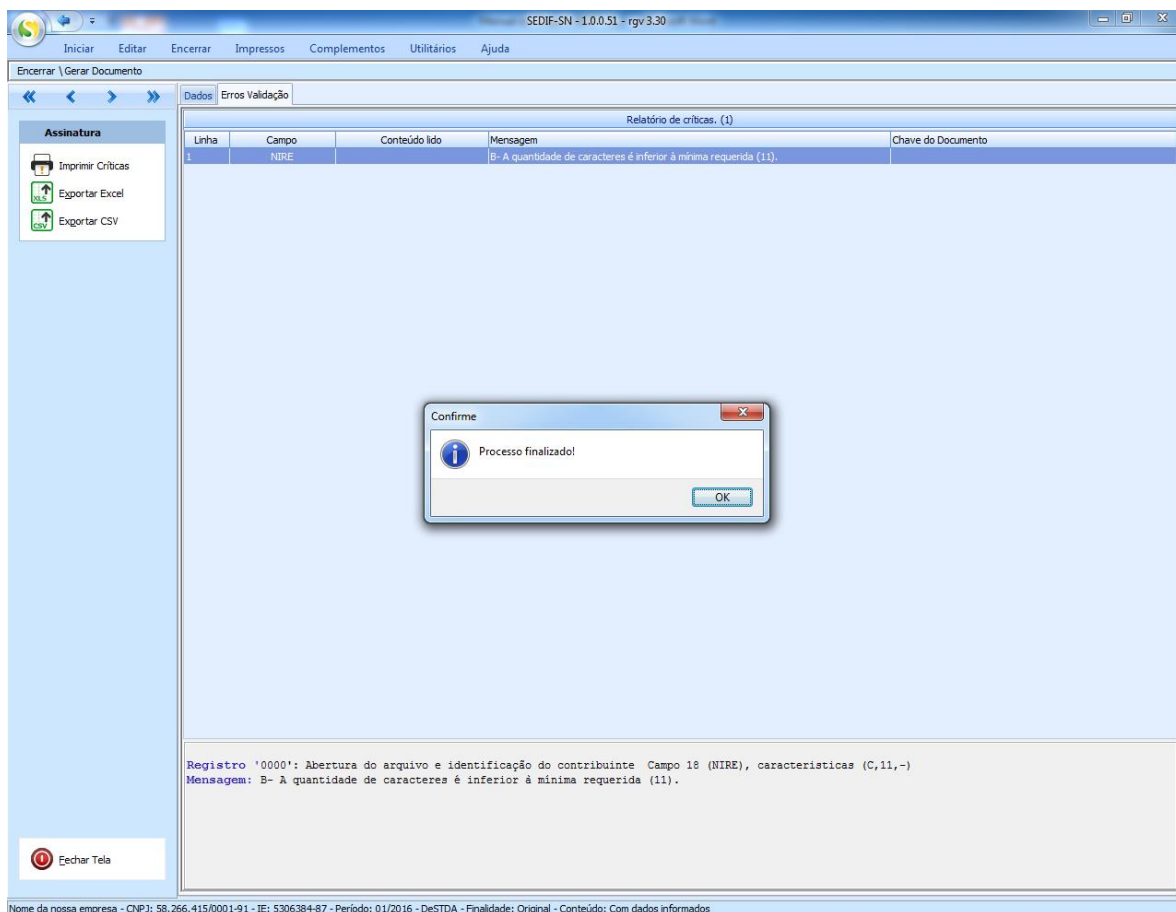 SEDIF-SN - 1.0.0.51 - rgv 3.30
Iniciar Editar Encerrar Impressos Complementos Utilitários Ajuda
Encerrar \ Gerar Documento
Dados Erros Validação
Assinatura
Imprimir Críticas
XLS Exportar Excel
CSV Exportar CSV
Relatório de críticas. (1)
Linha Campo Conteúdo lido Mensagem Chave do Documento
1 NIRE B- A quantidade de caracteres é inferior à mínima requerida (11).
Confirme
Processo finalizado!
OK
Registro '0000': Abertura do arquivo e identificação do contribuinte Campo 18 (NIRE), caracteristicas (C,11,-)
Mensagem: B- A quantidade de caracteres é inferior à mínima requerida (11).
Fechar Tela
Nome da nossa empresa - CNPJ: 58.266.415/0001-91 - IE: 5306384-87 - Período: 01/2016 - DeSTDA - Finalidade: Original - Conteúdo: Com dados informados